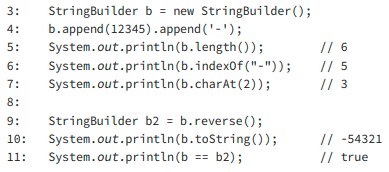 3: StringBuilder b = new StringBuilder();
4: b.append(12345).append('-');
5: System.out.println(b.length()); // 6
6: System.out.println(b.indexOf("-")); // 5
7: System.out.println(b.charAt(2)); // 3
8:
9: StringBuilder b2 = b.reverse();
10: System.out.println(b.toString()); // -54321
11: System.out.println(b == b2); // true